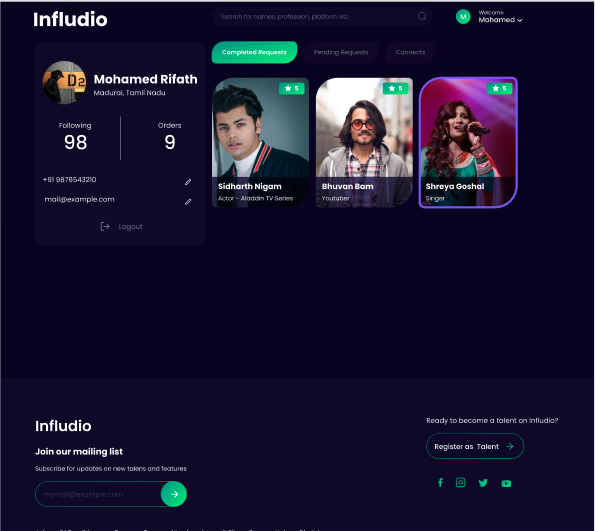 Infludio
Search for names, profession, platform etc
M
Welcome
Mohamed
Mohamed Rifath
Madurai, Tamil Nadu
Following
98
Orders
9
+91 9876543210
mail@example.com
Logout
Completed Requests
Pending Requests
Connects
5
Sidharth Nigam
Actor - Aladdin TV Series
5
Bhuvan Bam
Youtuber
5
Shreya Goshal
Singer
Infludio
Join our mailing list
Subscribe for updates on new talens and features
mymail@example.com
Ready to become a talent on Infludio?
Register as Talent